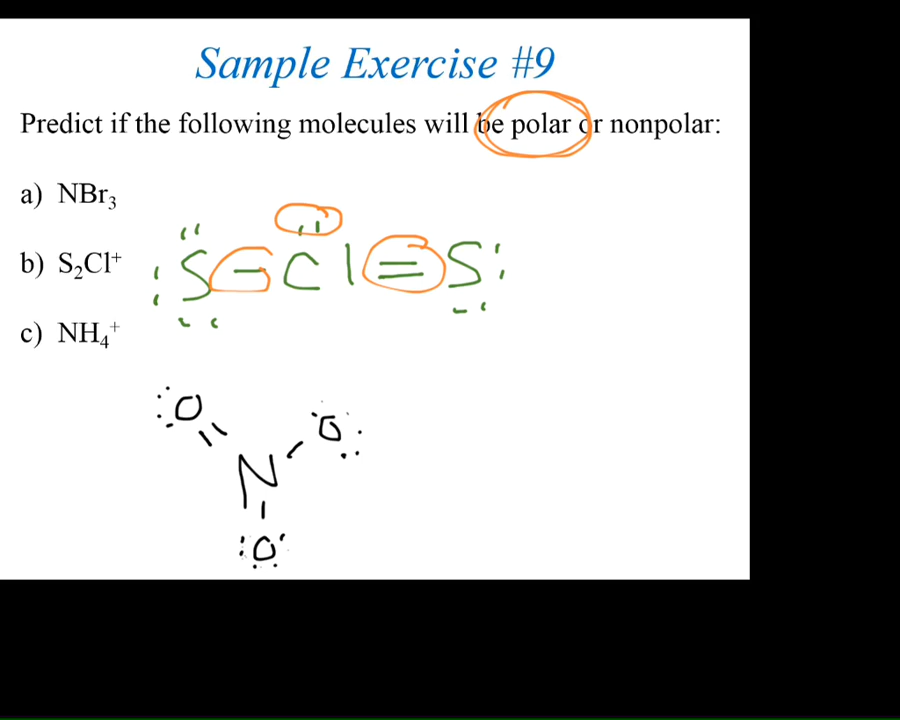 Sample Exercise #9
Predict if the following molecules will be polar or nonpolar:
a) NBr₃
b) S₂Cl⁺
:S-Cl=S:
c) NH₄⁺
:O
O:
N
:O